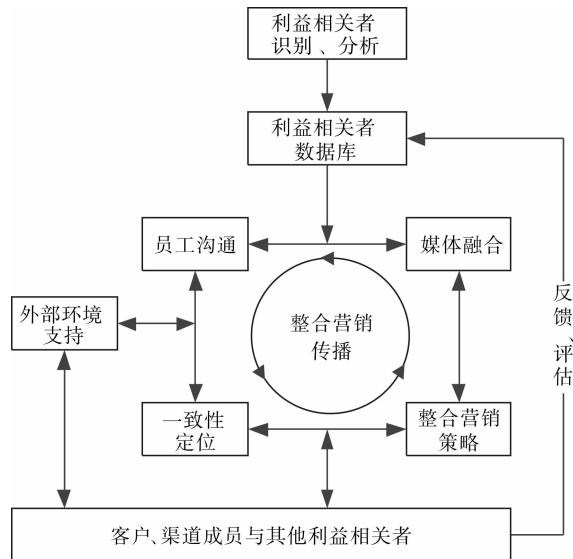 利益相关者
识别、分析
利益相关者
数据库
员工沟通
媒体融合
外部环境
支持
整合营销
传播
反馈、评估
一致性
定位
整合营销
策略
客户、渠道成员与其他利益相关者